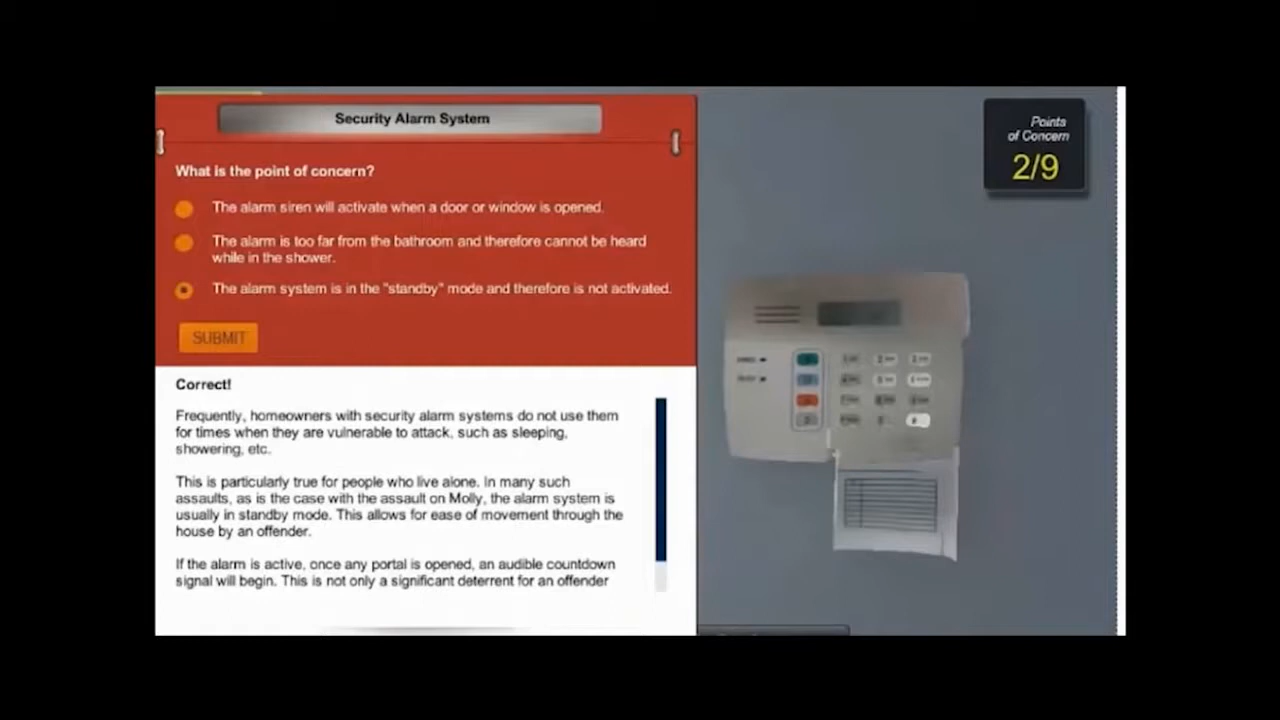 Security Alarm System
Points
of Concern
2/9
What is the point of concern?
The alarm siren will activate when a door or window is opened.
The alarm is too far from the bathroom and therefore cannot be heard
while in the shower.
The alarm system is in the "standby" mode and therefore is not activated.
SUBMIT
Correct!
Frequently, homeowners with security alarm systems do not use them
for times when they are vulnerable to attack, such as sleeping,
showering, etc.
This is particularly true for people who live alone. In many such
assaults, as is the case with the assault on Molly, the alarm system is
usually in standby mode. This allows for ease of movement through the
house by an offender.
If the alarm is active, once any portal is opened, an audible countdown
signal will begin. This is not only a significant deterrent for an offender